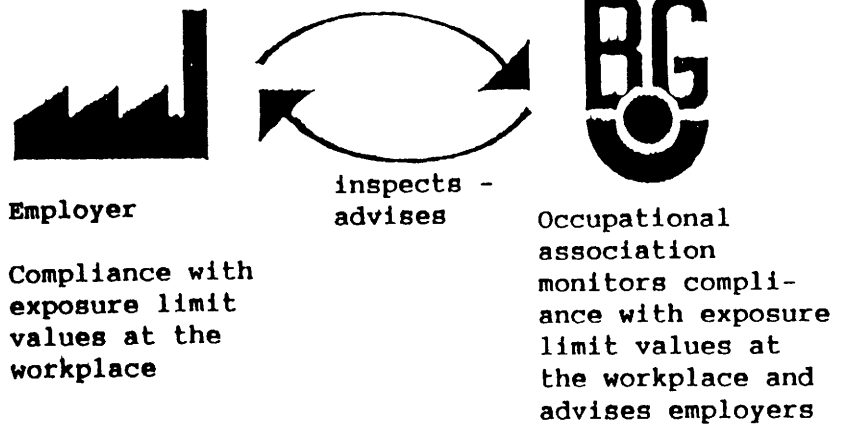 BG
inspects -
advises
Employer
Compliance with
exposure limit
values at the
workplace
Occupational
association
monitors compli-
ance with exposure
limit values at
the workplace and
advises employers